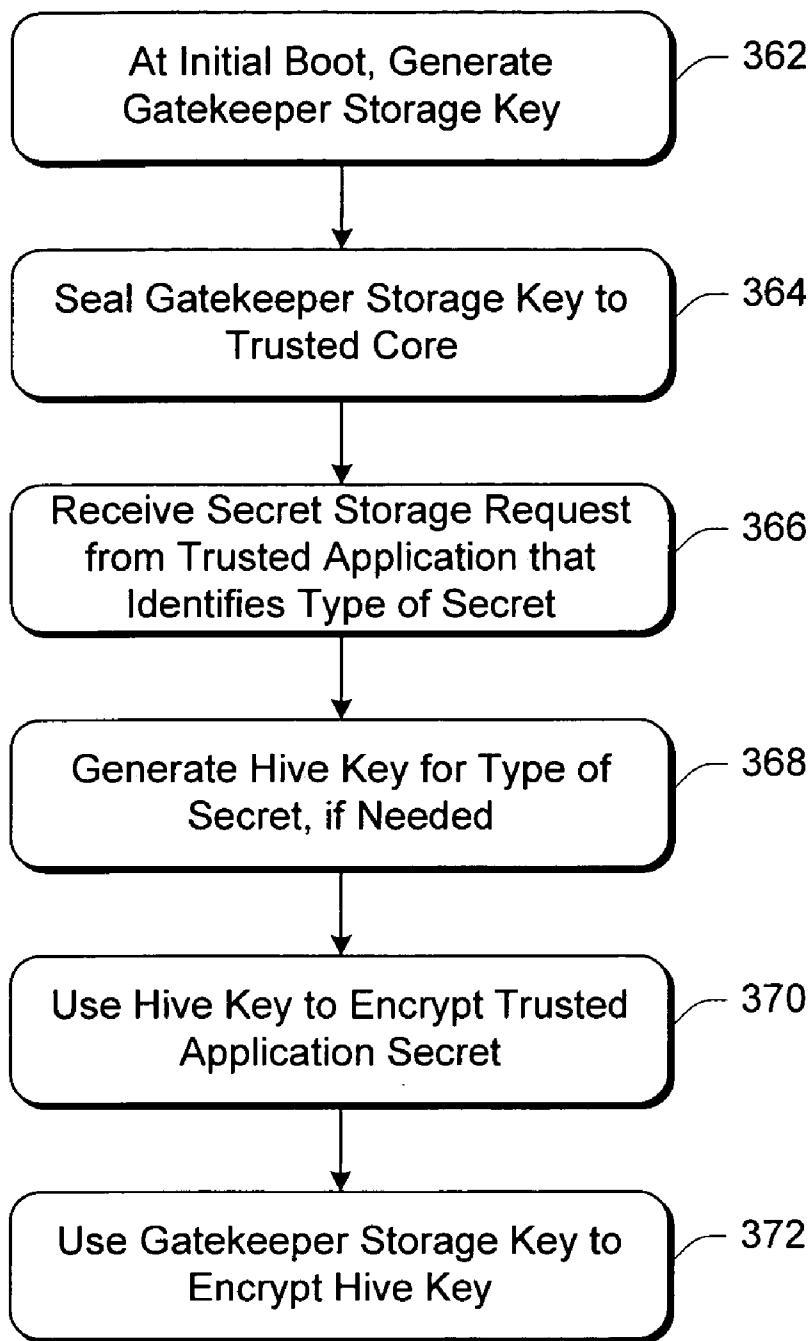 At Initial Boot, Generate
Gatekeeper Storage Key
362
Seal Gatekeeper Storage Key to
Trusted Core
364
Receive Secret Storage Request
from Trusted Application that
Identifies Type of Secret
366
Generate Hive Key for Type of
Secret, if Needed
368
Use Hive Key to Encrypt Trusted
Application Secret
370
Use Gatekeeper Storage Key to
Encrypt Hive Key
372